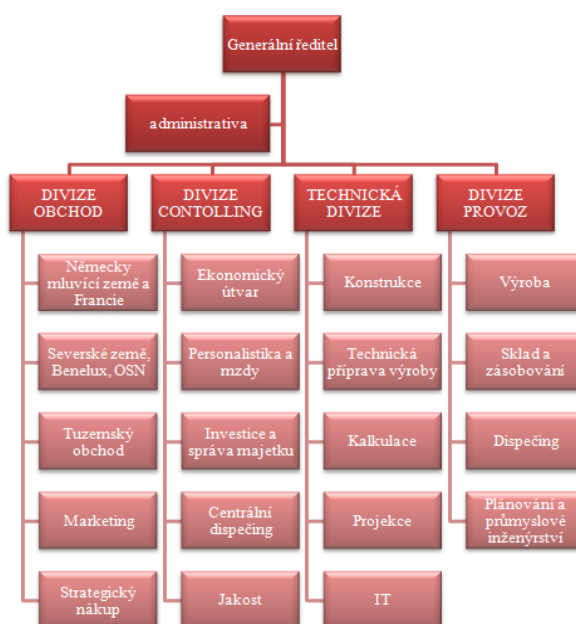 Generální ředitel
administrativa
DIVIZE
OBCHOD
Německy
mluvící země a
Francie
Severské země,
Benelux, OSN
Tuzemský
obchod
Marketing
Strategický
nákup
DIVIZE
CONTOLLING
Ekonomický
útvar
Personalistika a
mzdy
Investice a
správa majetku
Centrální
dispečing
Jakost
TECHNICKÁ
DIVIZE
Konstrukce
Technická
příprava výroby
Kalkulace
Projekce
IT
DIVIZE
PROVOZ
Výroba
Sklad a
zásobování
Dispečing
Plánování a
průmyslové
inženýrství